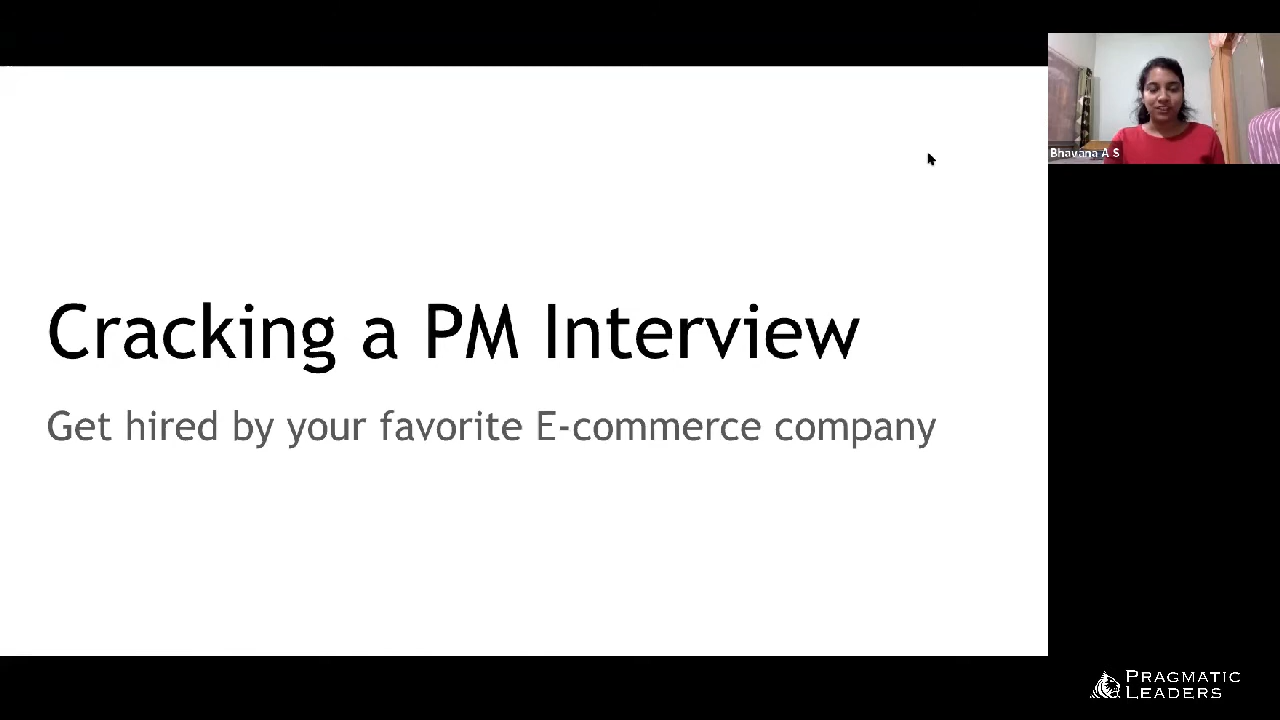 Bhavana A S
Cracking a PM Interview
Get hired by your favorite E-commerce company
PRAGMATIC
LEADERS